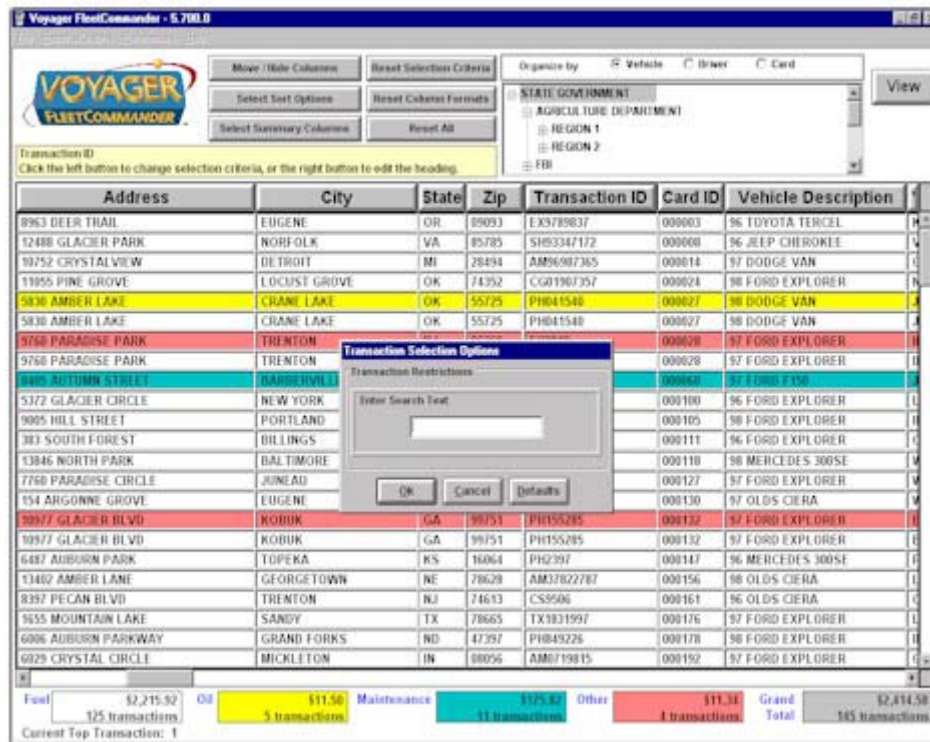 Voyager FleetCommander - 5.700.0
VOYAGER
FLEETCOMMANDER
Move / Hide Columns
Reset Selection Criteria
Select Sort Options
Reset Column Formats
Select Summary Columns
Reset All
Organize by Vehicle Driver Card
STATE GOVERNMENT
AGRICULTURE DEPARTMENT
REGION 1
REGION 2
FBI
View
Transaction ID
Click the left button to change selection criteria, or the right button to edit the heading.
Address City State Zip Transaction ID Card ID Vehicle Description
8963 DEER TRAIL EUGENE OR 09093 EX9789837 000003 96 TOYOTA TERCEL
12488 GLACIER PARK NORFOLK VA 85785 SH93347172 000008 96 JEEP CHEROKEE
10752 CRYSTALVIEW DETROIT MI 28494 AM96987365 000014 97 DODGE VAN
11055 PINE GROVE LOCUST GROVE OK 74352 CG01907357 000024 98 FORD EXPLORER
5830 AMBER LAKE CRANE LAKE OK 55725 PH041540 000027 98 DODGE VAN
5830 AMBER LAKE CRANE LAKE OK 55725 PH041540 000027 98 DODGE VAN
9768 PARADISE PARK TRENTON 000028 97 FORD EXPLORER
9768 PARADISE PARK TRENTON 000028 97 FORD EXPLORER
8405 AUTUMN STREET 000060 97 FORD F150
5372 GLACIER CIRCLE NEW YORK 000100 96 FORD EXPLORER
9005 HILL STREET PORTLAND 000105 98 FORD EXPLORER
383 SOUTH FOREST BILLINGS 000111 96 FORD EXPLORER
13846 NORTH PARK BALTIMORE 000118 98 MERCEDES 300SE
7760 PARADISE CIRCLE JUNEAU 000127 97 FORD EXPLORER
154 ARGONNE GROVE EUGENE 000130 97 OLDS CIERA
10977 GLACIER BLVD KOBUK GA 99751 PH155285 000132 97 FORD EXPLORER
10977 GLACIER BLVD KOBUK GA 99751 PH155285 000132 97 FORD EXPLORER
6487 AUBURN PARK TOPEKA KS 16064 PH2397 000147 96 MERCEDES 300SE
13402 AMBER LANE GEORGETOWN NE 78628 AM37822787 000156 98 OLDS CIERA
8397 PECAN BLVD TRENTON NJ 74613 CS9506 000161 96 OLDS CIERA
1655 MOUNTAIN LAKE SANDY TX 78665 TX1831997 000176 97 FORD EXPLORER
6006 AUBURN PARKWAY GRAND FORKS ND 47397 PH849226 000178 98 FORD EXPLORER
6029 CRYSTAL CIRCLE MICKLETON IN 08056 AM0719815 000192 97 FORD EXPLORER
Transaction Selection Options
Transaction Restrictions
Enter Search Text
Ok Cancel Defaults
Fuel $2,215.92 Oil $11.50 Maintenance $175.82 Other $11.34 Grand Total $2,414.58
125 transactions 5 transactions 11 transactions 4 transactions 145 transactions
Current Top Transaction: 1